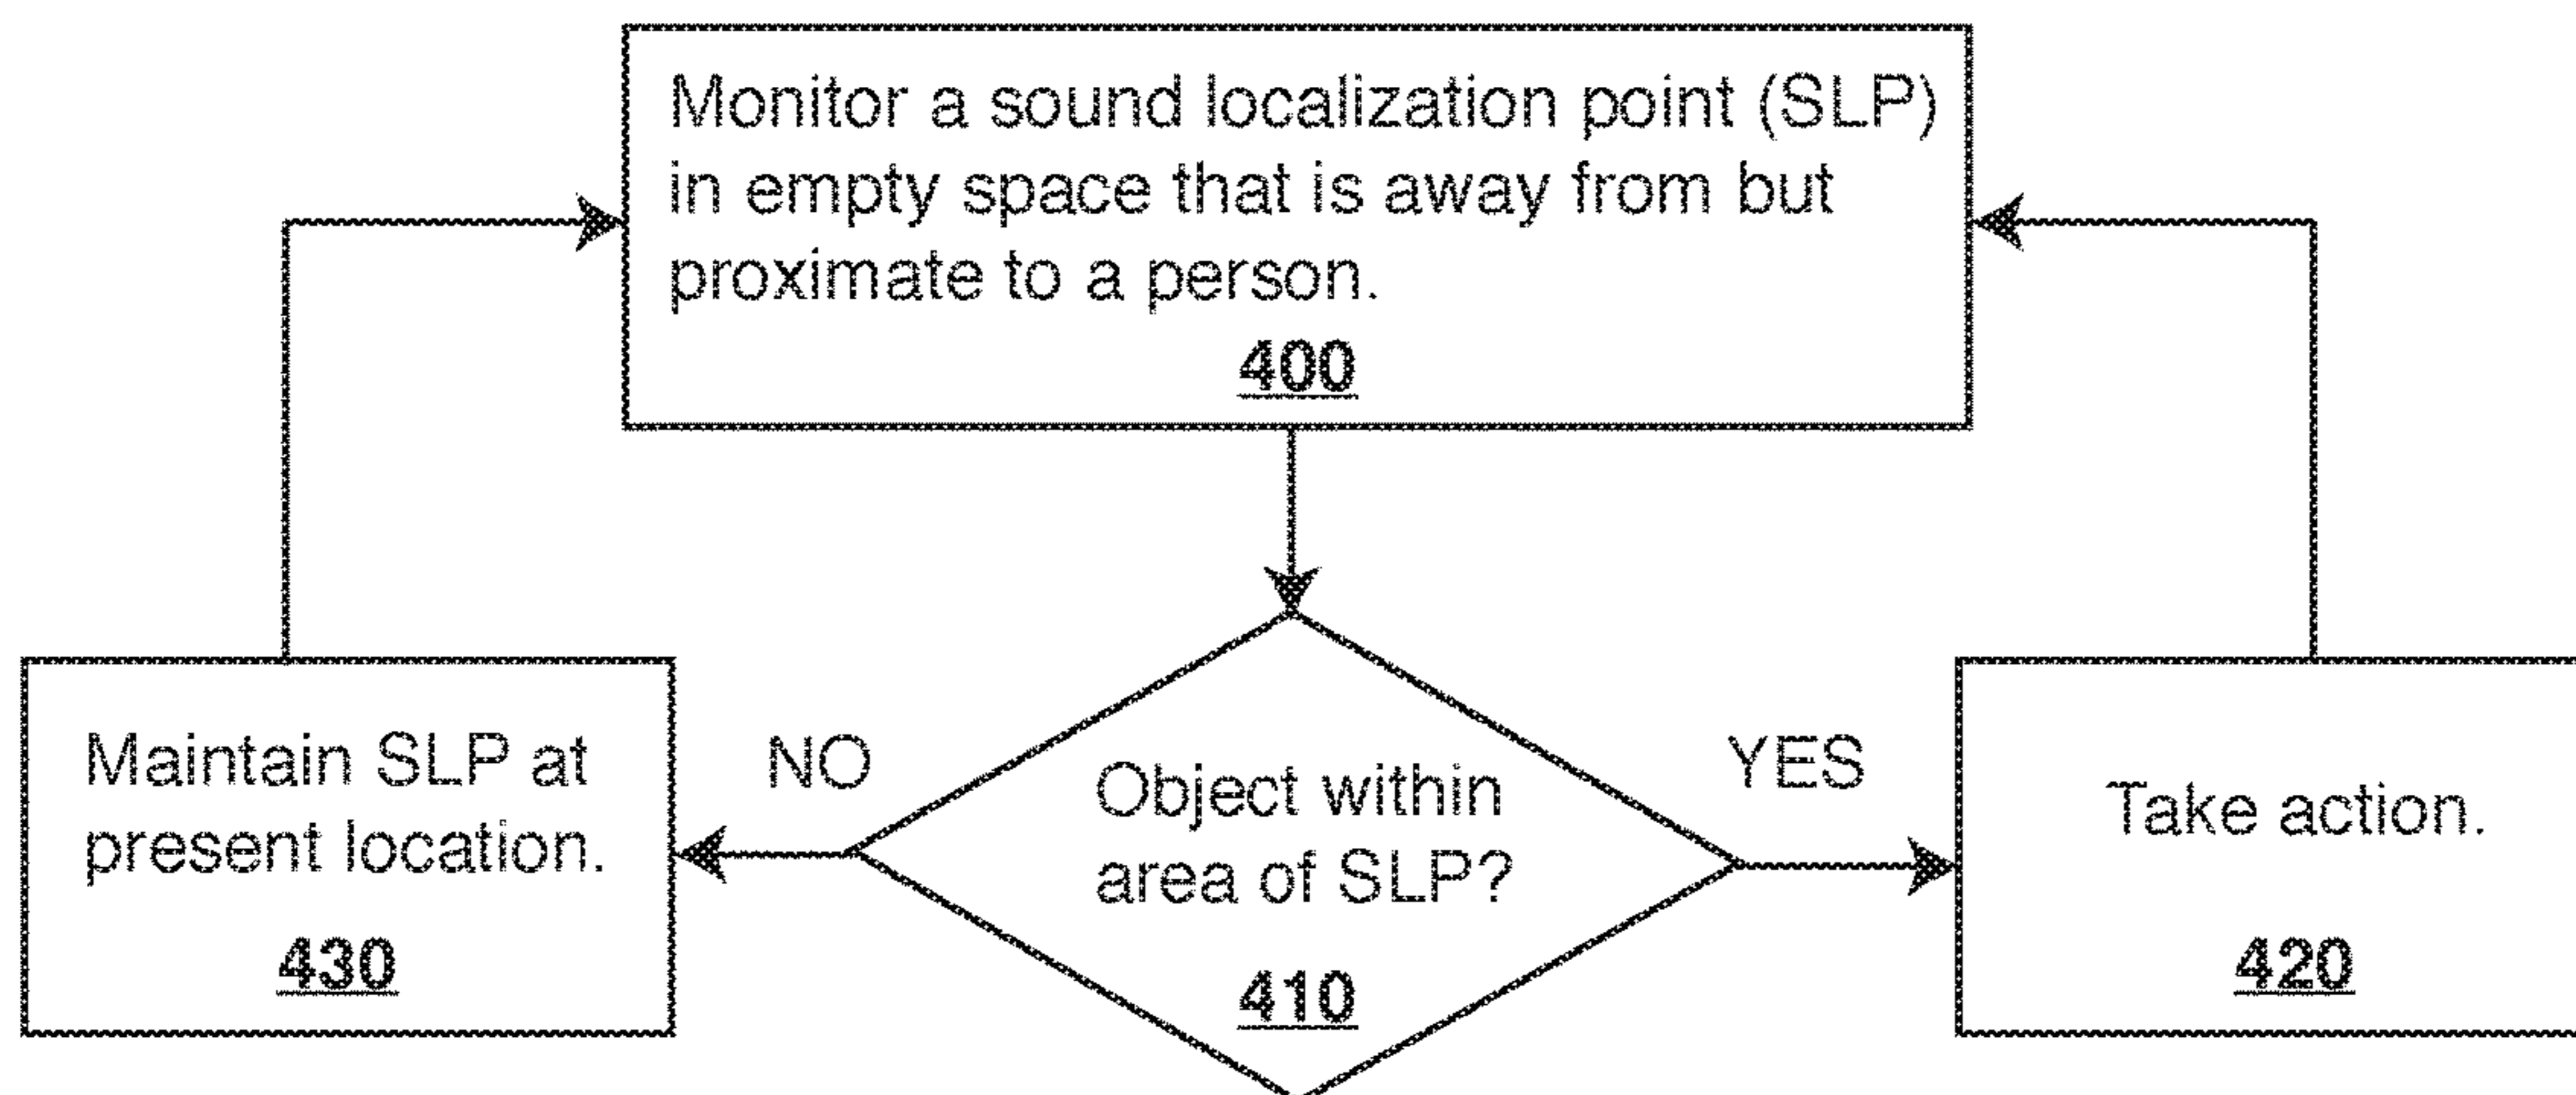 Monitor a sound localization point (SLP)
in empty space that is away from but
proximate to a person.
400
Maintain SLP at
present location.
430
NO
Object within
area of SLP?
410
YES
Take action.
420